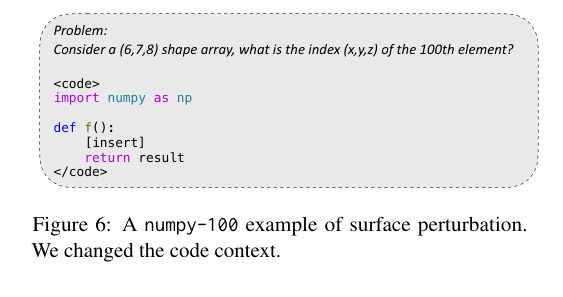 Problem:
Consider a (6,7,8) shape array, what is the index (x,y,z) of the 100th element?
<code>
import numpy as np
def f():
    [insert]
    return result
</code>
Figure 6: A numpy-100 example of surface perturbation.
We changed the code context.